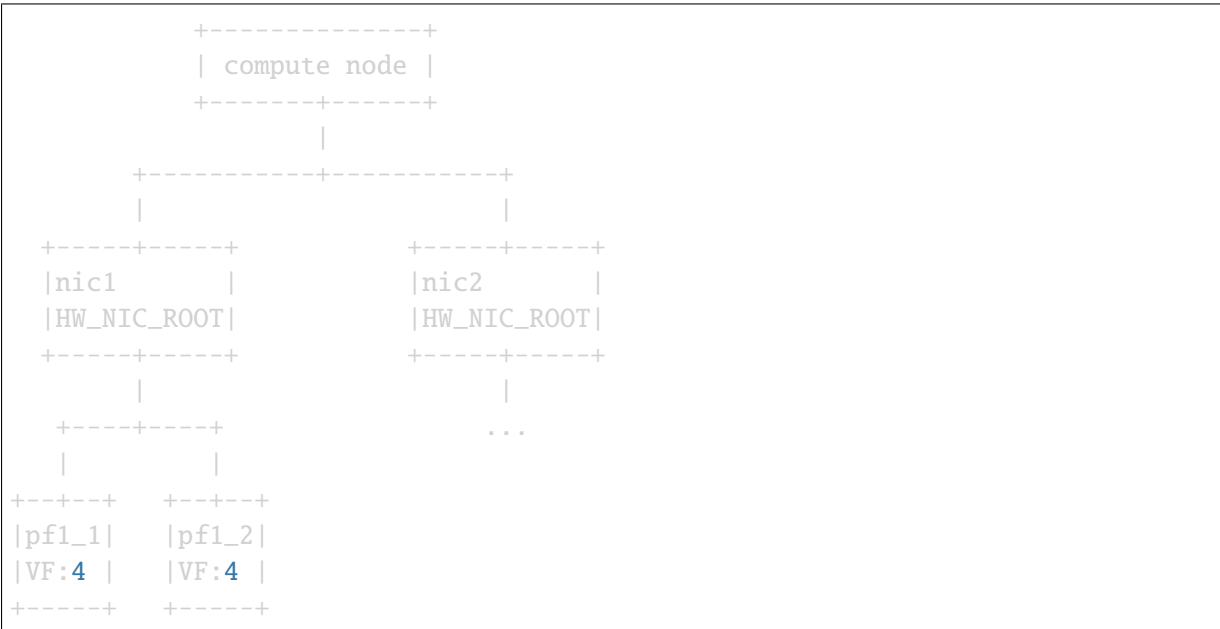 +--------------+
| compute node |
+-------+------+
|
+-----------+-----------+
| |
+-----+-----+ +-----+-----+
|nic1 | |nic2 |
|HW_NIC_ROOT| |HW_NIC_ROOT|
+-----+-----+ +-----+-----+
| |
+----+----+ ...
| |
+--+--+ +--+--+
|pf1_1| |pf1_2|
|VF:4 | |VF:4 |
+------+ +-----+